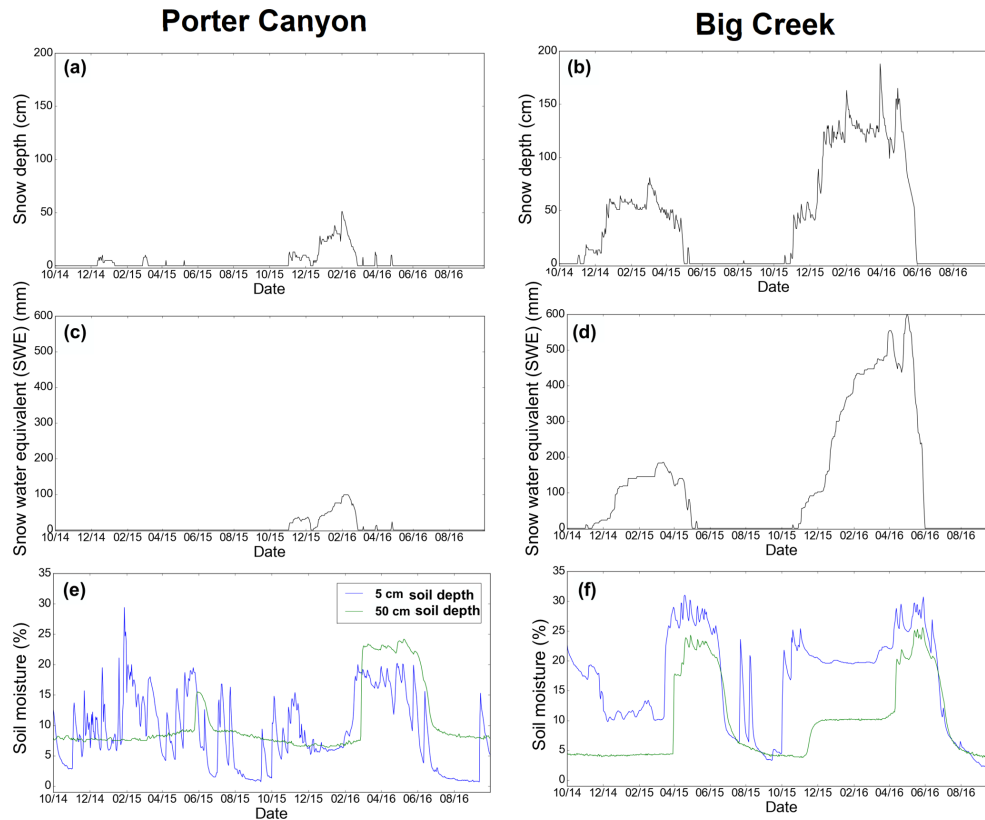 Porter Canyon
Big Creek
(a)
Snow depth (cm)
200
150
100
50
0
10/14 12/14 02/15 04/15 06/15 08/15 10/15 12/15 02/16 04/16 06/16 08/16
Date
(b)
Snow depth (cm)
200
150
100
50
0
10/14 12/14 02/15 04/15 06/15 08/15 10/15 12/15 02/16 04/16 06/16 08/16
Date
(c)
Snow water equivalent (SWE) (mm)
600
500
400
300
200
100
0
10/14 12/14 02/15 04/15 06/15 08/15 10/15 12/15 02/16 04/16 06/16 08/16
Date
(d)
Snow water equivalent (SWE) (mm)
600
500
400
300
200
100
0
10/14 12/14 02/15 04/15 06/15 08/15 10/15 12/15 02/16 04/16 06/16 08/16
Date
(e)
Soil moisture (%)
35
30
25
20
15
10
5
0
5 cm soil depth
50 cm soil depth
10/14 12/14 02/15 04/15 06/15 08/15 10/15 12/15 02/16 04/16 06/16 08/16
Date
(f)
Soil moisture (%)
35
30
25
20
15
10
5
0
10/14 12/14 02/15 04/15 06/15 08/15 10/15 12/15 02/16 04/16 06/16 08/16
Date